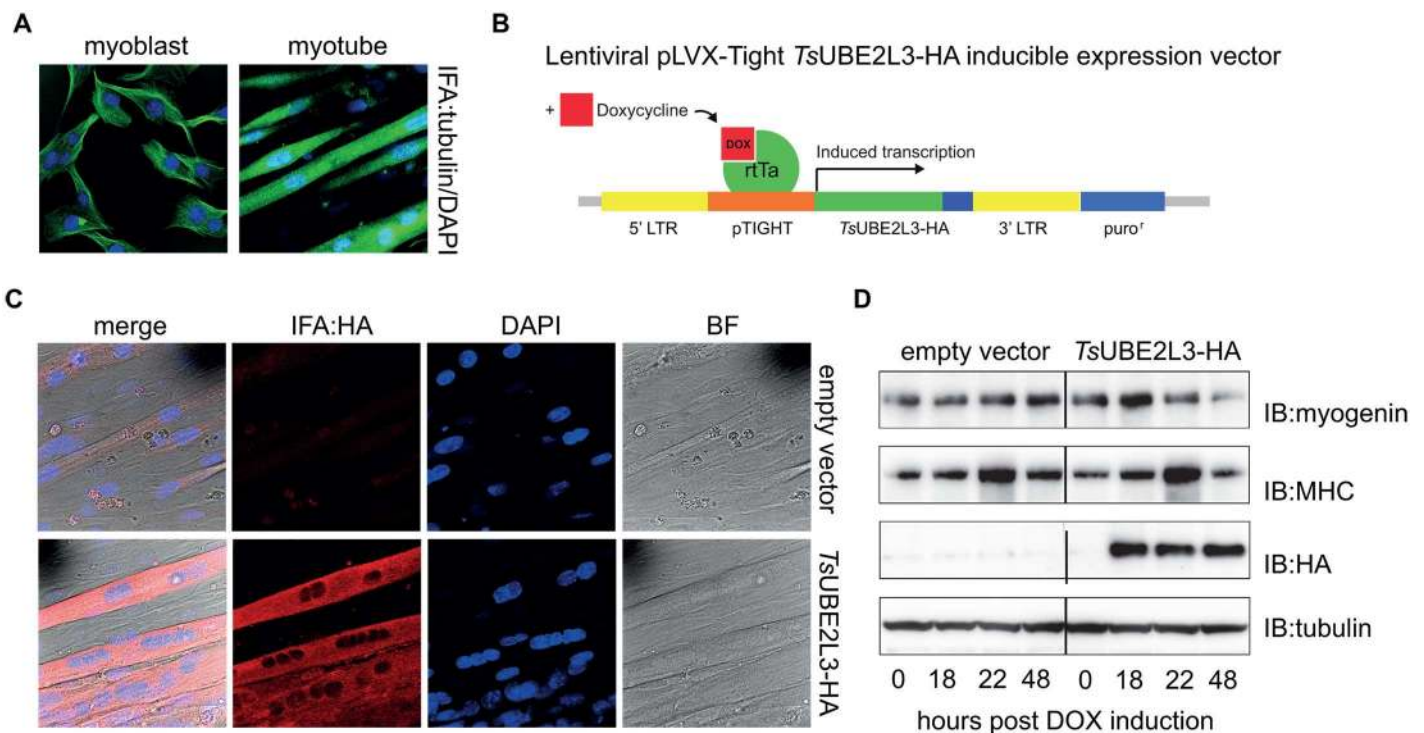 A
myoblast
myotube
IFA:tubulin/DAPI
B
Lentiviral pLVX-Tight TsUBE2L3-HA inducible expression vector
+ Doxycycline
DOX
rtTa
Induced transcription
5' LTR
pTIGHT
TsUBE2L3-HA
3' LTR
puroʳ
C
merge
IFA:HA
DAPI
BF
empty vector
TsUBE2L3-HA
D
empty vector
TsUBE2L3-HA
IB:myogenin
IB:MHC
IB:HA
IB:tubulin
0 18 22 48 0 18 22 48
hours post DOX induction